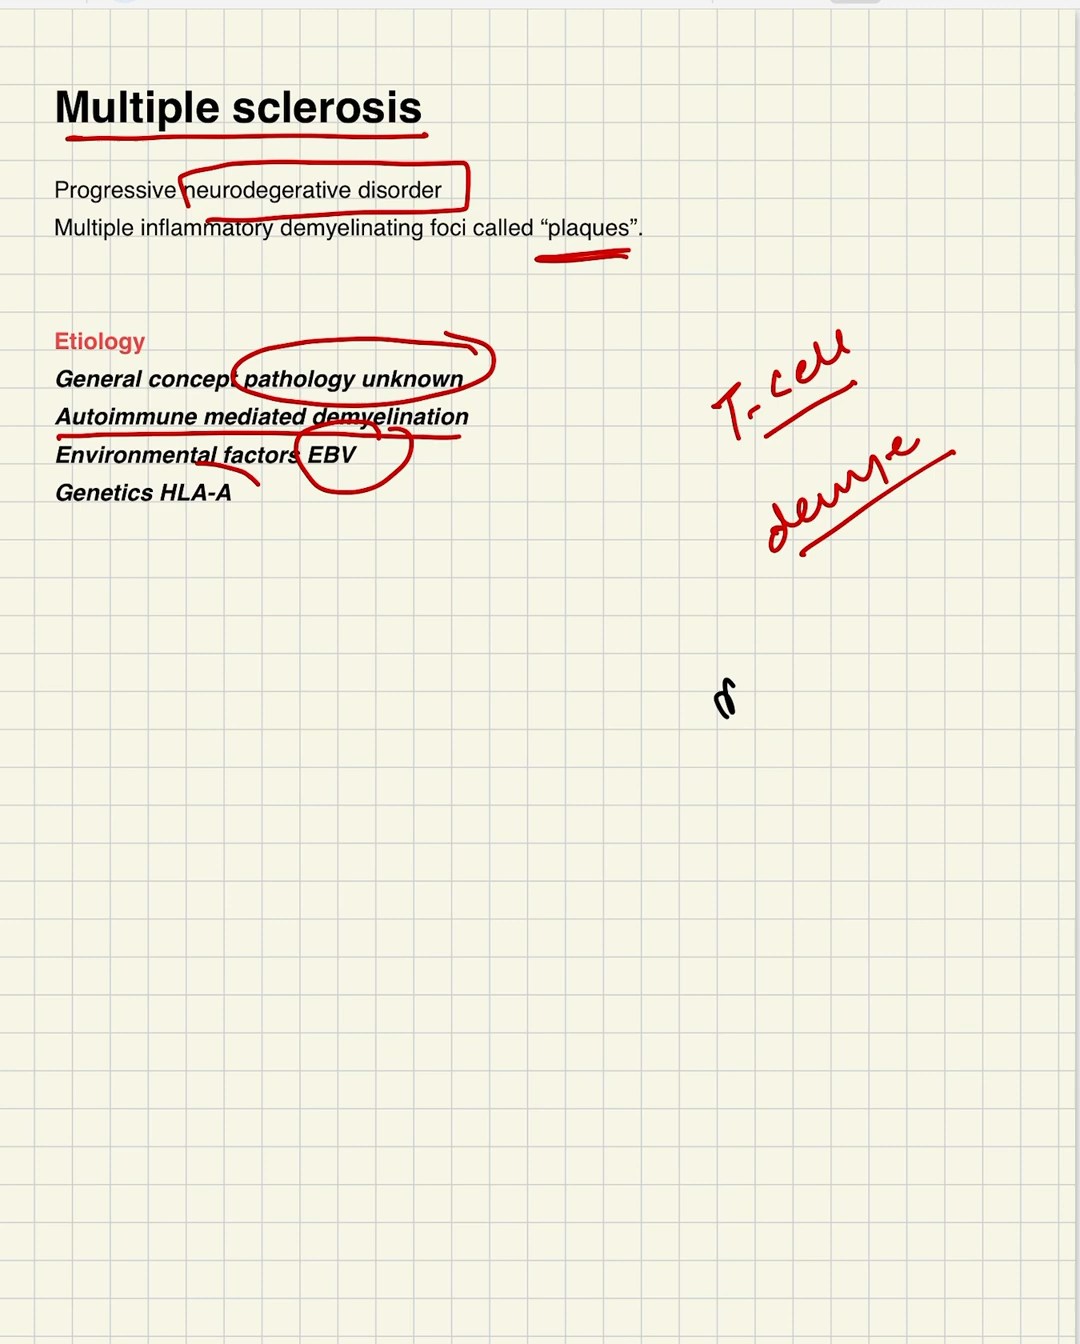 Multiple sclerosis
Progressive neurodegerative disorder
Multiple inflammatory demyelinating foci called “plaques”.
Etiology
General concept pathology unknown
Autoimmune mediated demyelination
Environmental factors EBV
Genetics HLA-A
T-cell
demye